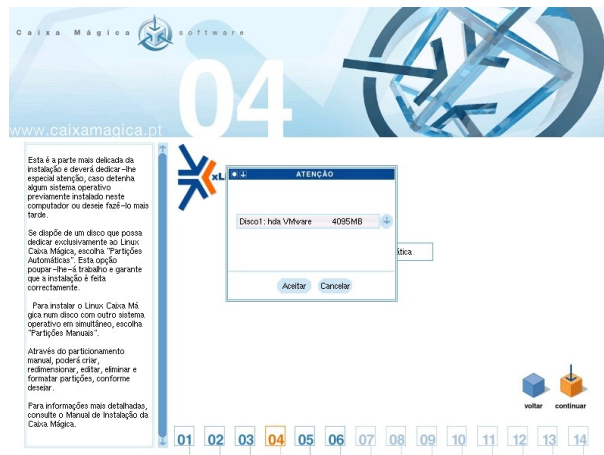 Caixa Mágica software
04
www.caixamagica.pt
Esta é a parte mais delicada da
instalação e deverá dedicar-lhe
especial atenção, caso detenha
algum sistema operativo
previamente instalado neste
computador ou deseje fazê-lo mais
tarde.
Se dispõe de um disco que possa
dedicar exclusivamente ao Linux
Caixa Mágica, escolha "Partições
Automáticas". Esta opção
poupar-lhe-á trabalho e garante
que a instalação é feita
correctamente.
Para instalar o Linux Caixa Má
gica num disco com outro sistema
operativo em simultâneo, escolha
"Partições Manuais".
Através do particionamento
manual, poderá criar,
redimensionar, editar, eliminar e
formatar partições, conforme
desejar.
Para informações mais detalhadas,
consulte o Manual de Instalação da
Caixa Mágica.
xL
ATENÇÃO
Disco1: hda VMware 4095MB
ática
Aceitar Cancelar
voltar continuar
01 02 03 04 05 06 07 08 09 10 11 12 13 14